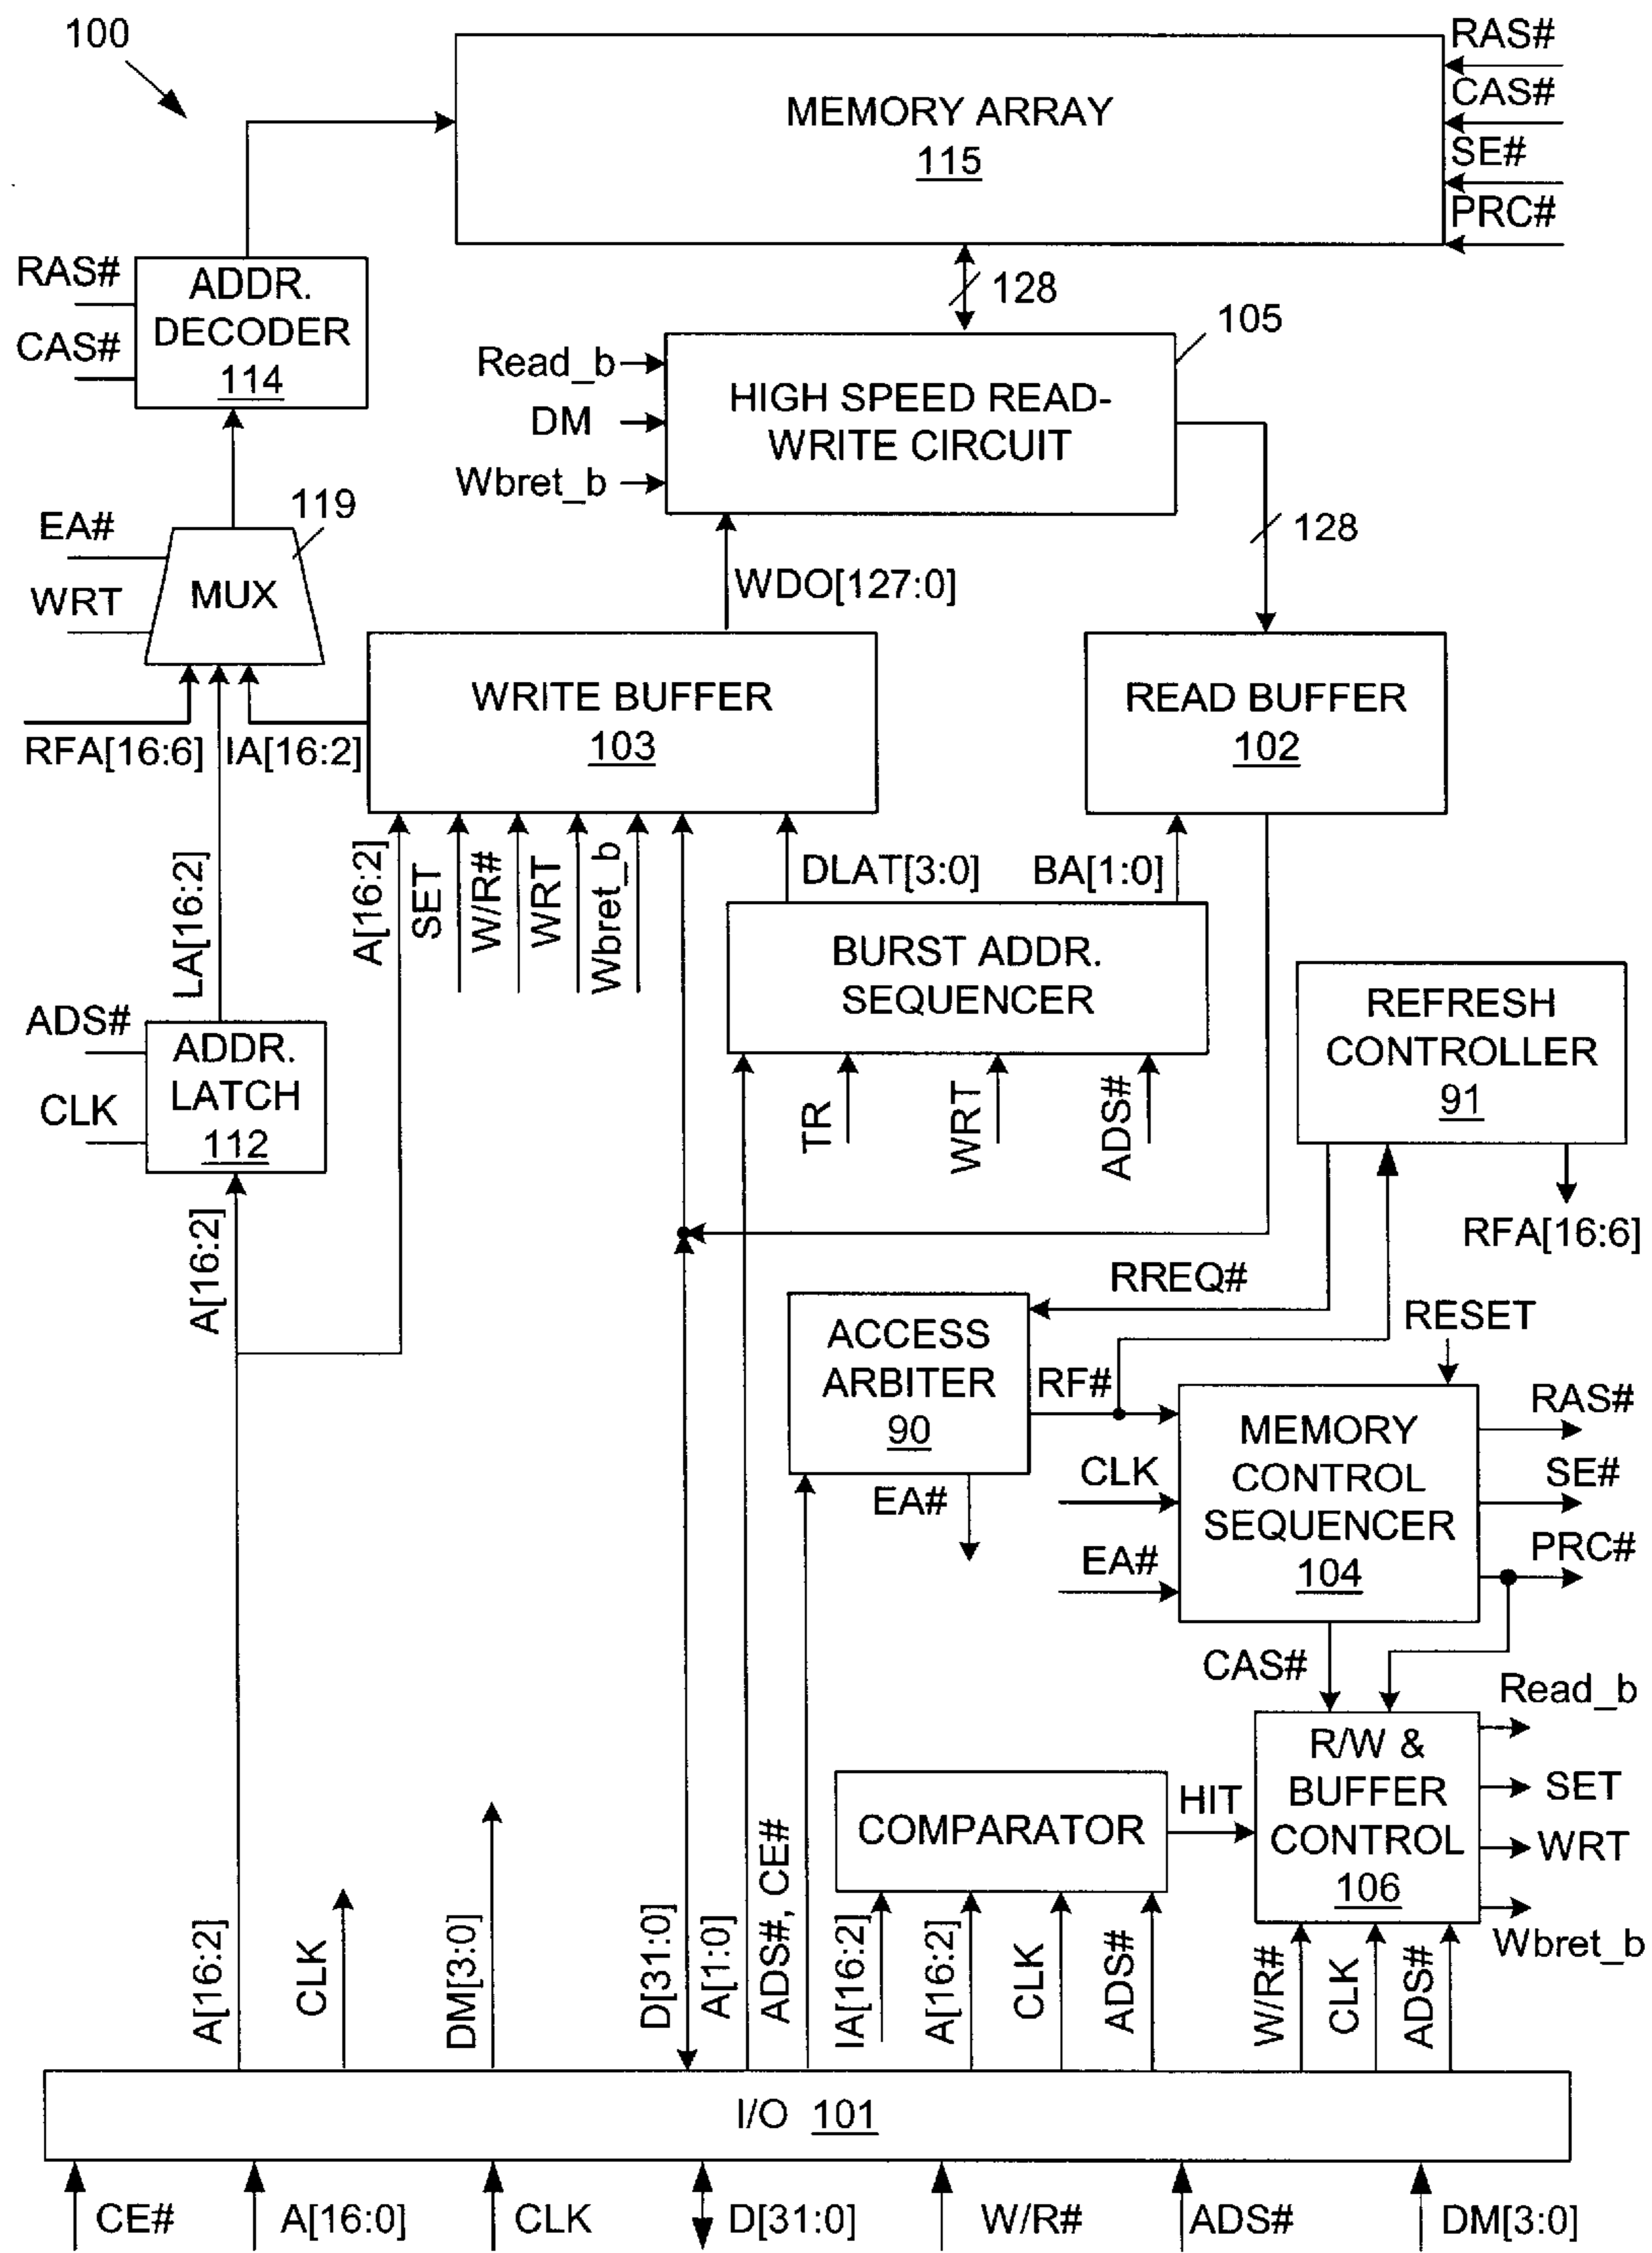 100
RAS#
CAS#
SE#
PRC#
MEMORY ARRAY
115
RAS#
CAS#
ADDR.
DECODER
114
128
105
Read_b
DM
Wbret_b
HIGH SPEED READ-
WRITE CIRCUIT
EA#
WRT
119
MUX
WDO[127:0]
128
WRITE BUFFER
103
READ BUFFER
102
RFA[16:6]
IA[16:2]
LA[16:2]
A[16:2]
SET
W/R#
WRT
Wbret_b
DLAT[3:0]
BA[1:0]
BURST ADDR.
SEQUENCER
REFRESH
CONTROLLER
91
ADS#
CLK
ADDR.
LATCH
112
TR
WRT
ADS#
RFA[16:6]
A[16:2]
RREQ#
RESET
ACCESS
ARBITER
90
RF#
CLK
EA#
EA#
MEMORY
CONTROL
SEQUENCER
104
RAS#
SE#
PRC#
CAS#
Read_b
SET
WRT
Wbret_b
R/W &
BUFFER
CONTROL
106
COMPARATOR
HIT
A[16:2]
CLK
DM[3:0]
D[31:0]
A[1:0]
ADS#, CE#
IA[16:2]
A[16:2]
CLK
ADS#
W/R#
CLK
ADS#
I/O 101
CE#
A[16:0]
CLK
D[31:0]
W/R#
ADS#
DM[3:0]